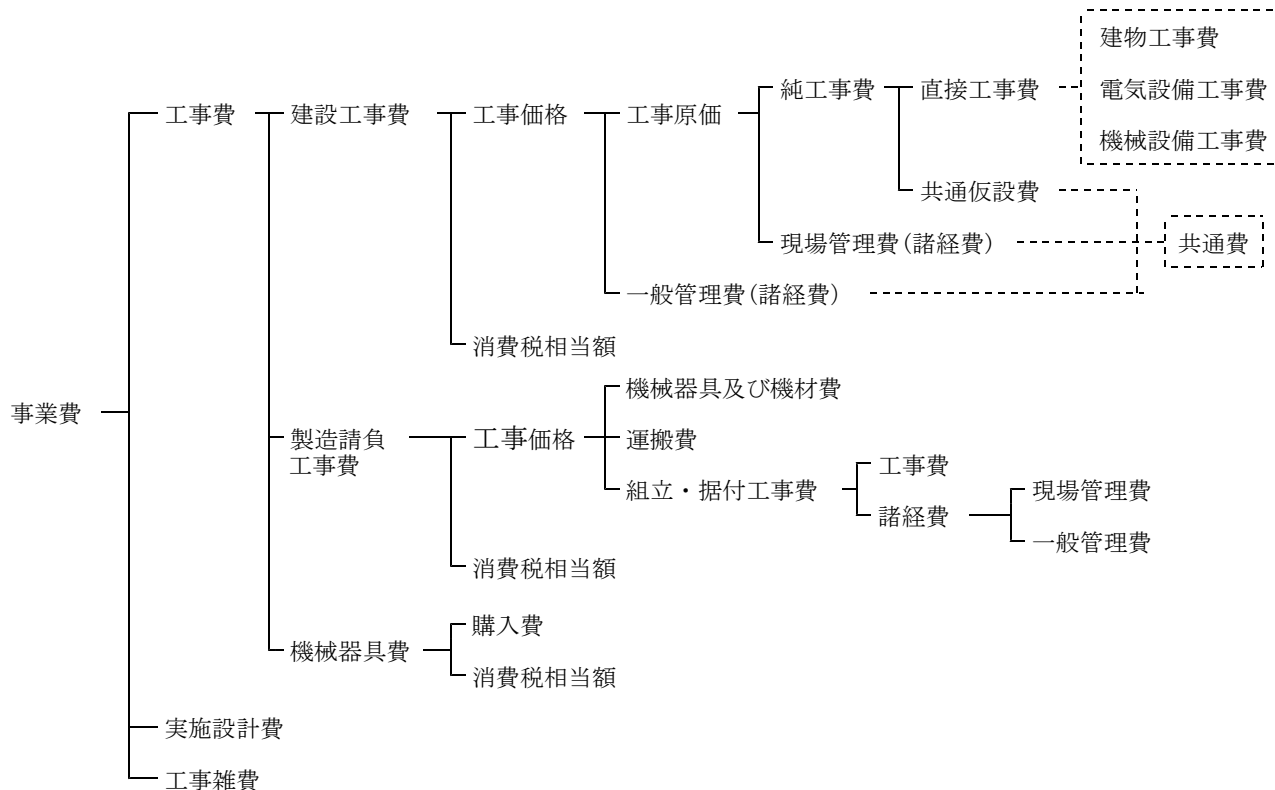 建物工事費
純工事費 直接工事費 電気設備工事費
工事費 建設工事費 工事価格 工事原価
機械設備工事費
共通仮設費
現場管理費(諸経費) 共通費
一般管理費(諸経費)
消費税相当額
機械器具及び機材費
事業費
製造請負 工事価格 運搬費
工事費
工事費
組立・据付工事費 現場管理費
諸経費
一般管理費
消費税相当額
購入費
機械器具費
消費税相当額
実施設計費
工事雑費